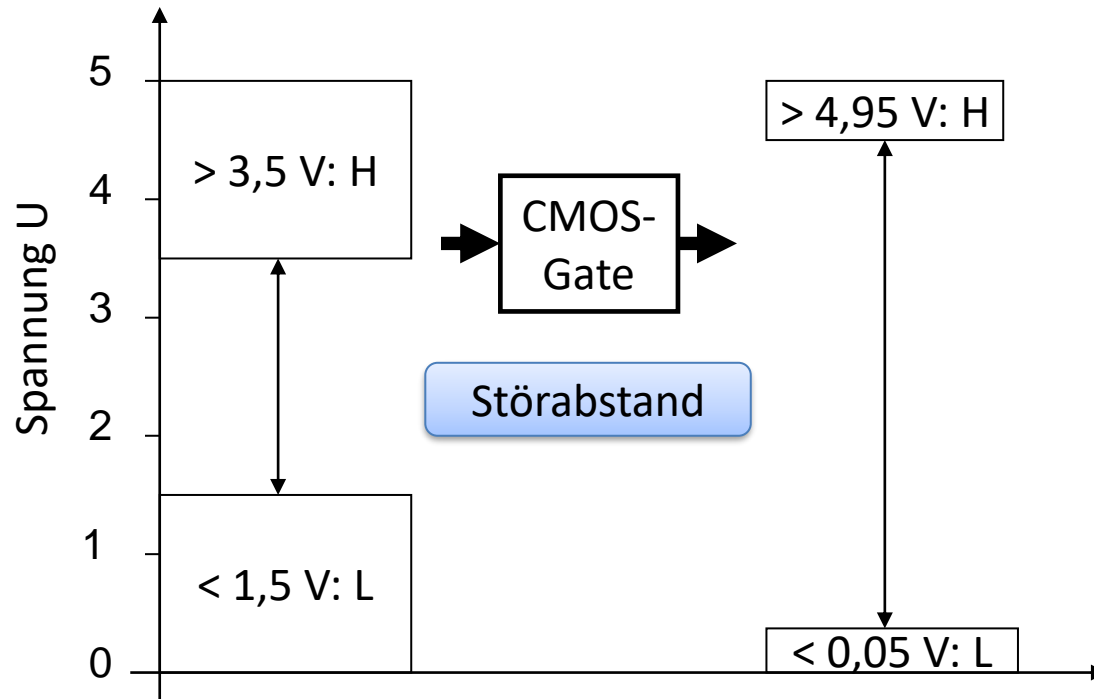 Spannung U
5
4
3
2
1
0
> 3,5 V: H
< 1,5 V: L
CMOS-
Gate
Störabstand
> 4,95 V: H
< 0,05 V: L